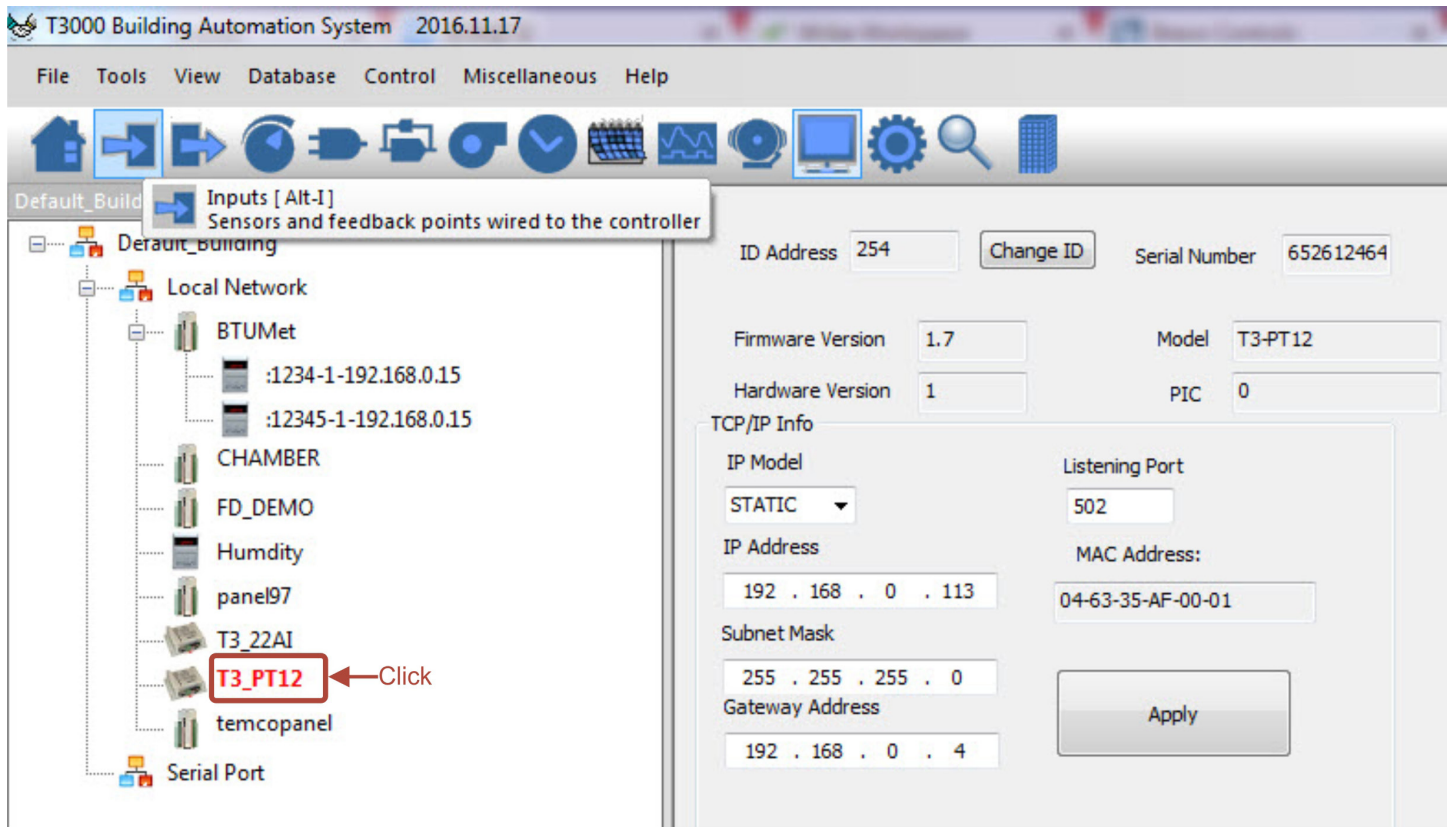 T3000 Building Automation System 2016.11.17
File Tools View Database Control Miscellaneous Help
Inputs [ Alt-I ]
Sensors and feedback points wired to the controller
Default_Build
Default_Building
Local Network
BTUMet
:1234-1-192.168.0.15
:12345-1-192.168.0.15
CHAMBER
FD_DEMO
Humdity
panel97
T3_22AI
T3_PT12 Click
temcopanel
Serial Port
ID Address 254 Change ID Serial Number 652612464
Firmware Version 1.7 Model T3-PT12
Hardware Version 1 PIC 0
TCP/IP Info
IP Model Listening Port
STATIC 502
IP Address MAC Address:
192 . 168 . 0 . 113 04-63-35-AF-00-01
Subnet Mask
255 . 255 . 255 . 0
Gateway Address Apply
192 . 168 . 0 . 4